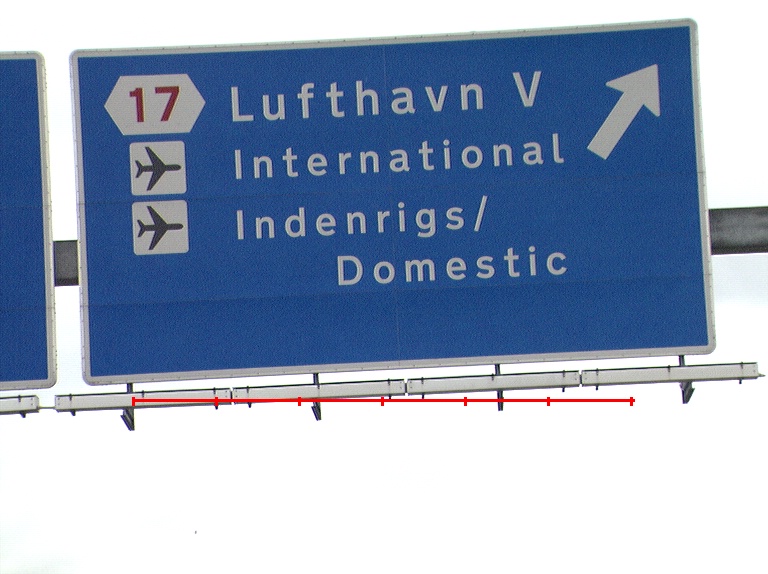 17 Lufthavn V
International
Indenrigs/
Domestic